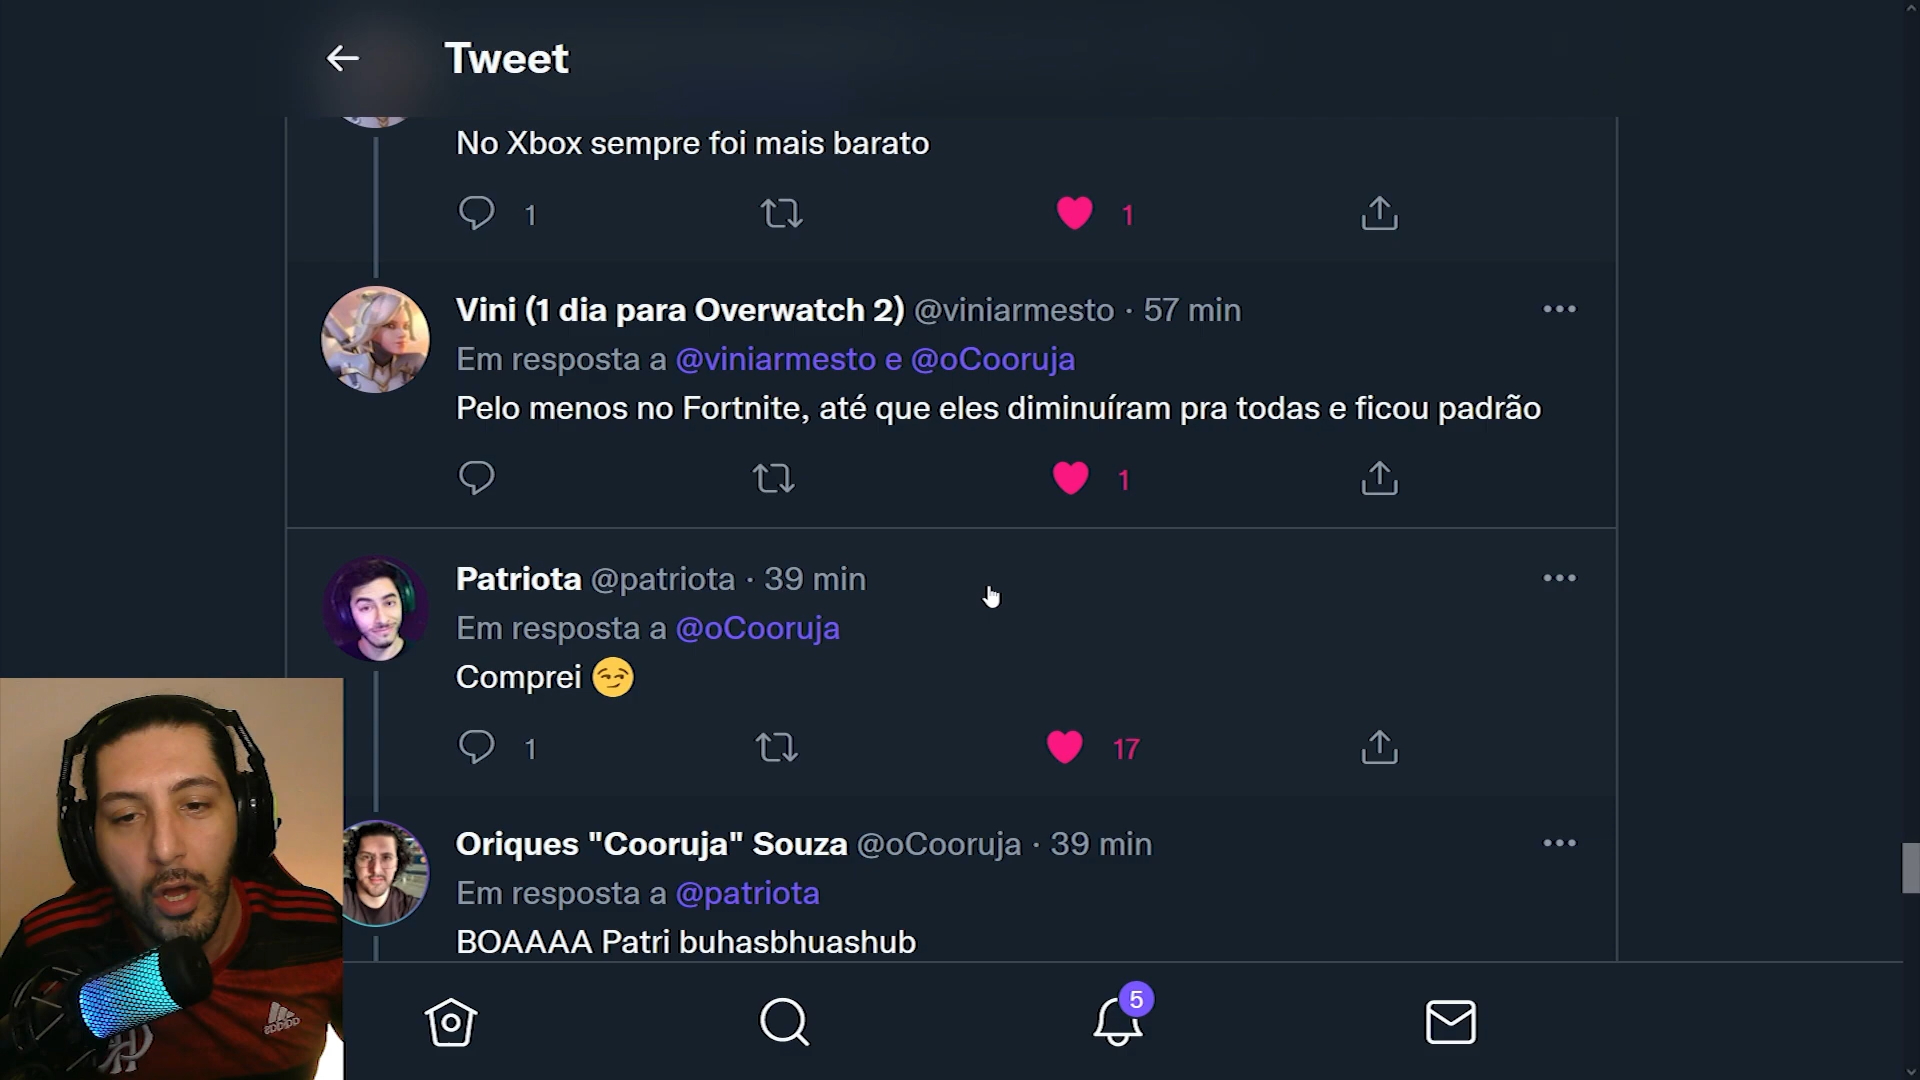 Tweet
No Xbox sempre foi mais barato
1
1
Vini (1 dia para Overwatch 2) @viniarmesto · 57 min
Em resposta a @viniarmesto e @oCooruja
Pelo menos no Fortnite, até que eles diminuíram pra todas e ficou padrão
1
Patriota @patriota · 39 min
Em resposta a @oCooruja
Comprei 😏
1
17
Oriques "Cooruja" Souza @oCooruja · 39 min
Em resposta a @patriota
BOAAAA Patri buhasbhuashub
5